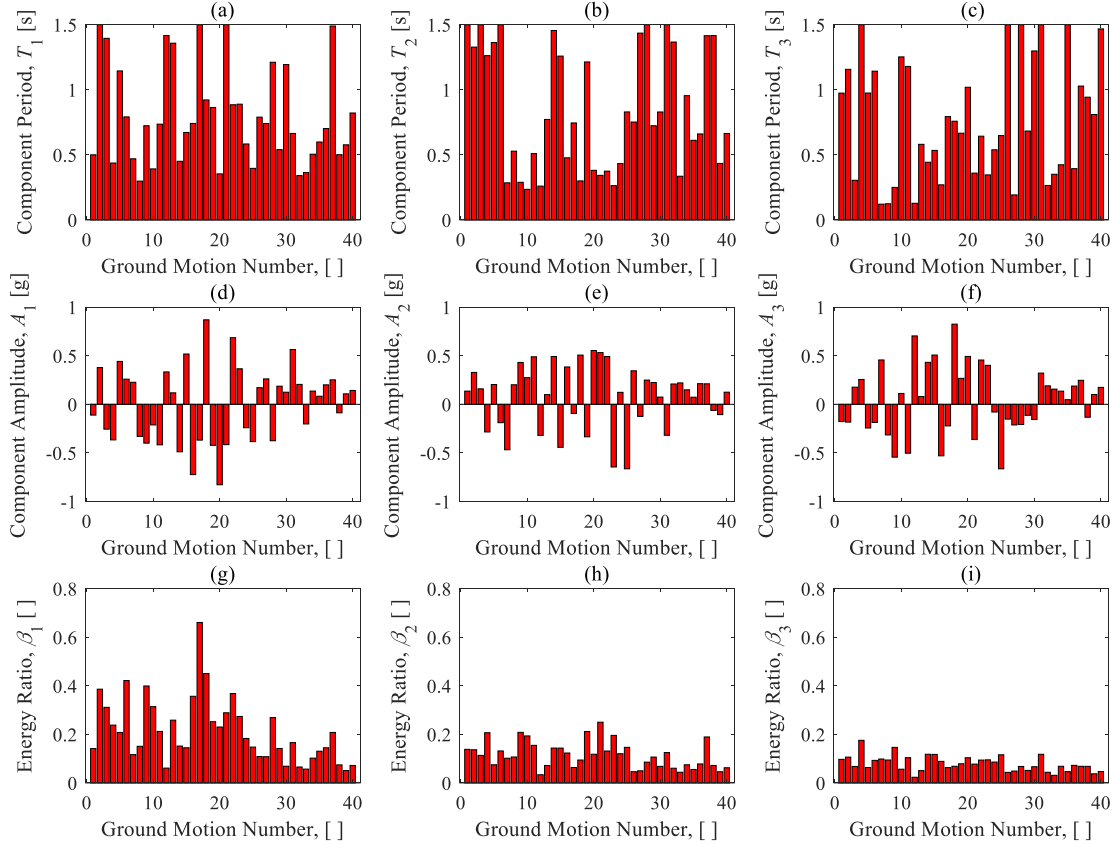 (a)
Component Period, T1 [s]
1.5
1
0.5
0
0 10 20 30 40
Ground Motion Number, [ ]
(b)
Component Period, T2 [s]
1.5
1
0.5
0
0 10 20 30 40
Ground Motion Number, [ ]
(c)
Component Period, T3 [s]
1.5
1
0.5
0
0 10 20 30 40
Ground Motion Number, [ ]
(d)
Component Amplitude, A1 [g]
1
0.5
0
-0.5
-1
0 10 20 30 40
Ground Motion Number, [ ]
(e)
Component Amplitude, A2 [g]
1
0.5
0
-0.5
-1
10 20 30 40
Ground Motion Number, [ ]
(f)
Component Amplitude, A3 [g]
1
0.5
0
-0.5
-1
0 10 20 30 40
Ground Motion Number, [ ]
(g)
Energy Ratio, β1 [ ]
0.8
0.6
0.4
0.2
0
0 10 20 30 40
Ground Motion Number, [ ]
(h)
Energy Ratio, β2 [ ]
0.8
0.6
0.4
0.2
0
0 10 20 30 40
Ground Motion Number, [ ]
(i)
Energy Ratio, β3 [ ]
0.8
0.6
0.4
0.2
0
0 10 20 30 40
Ground Motion Number, [ ]